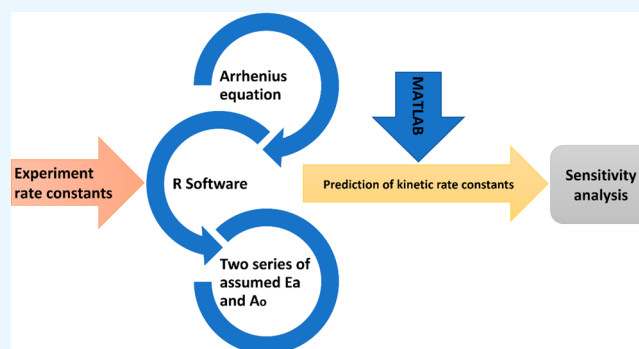 Arrhenius
equation
MATLAB
Experiment
rate constants
R Software
Prediction of kinetic rate constants
Sensitivity
analysis
Two series of
assumed Ea
and Ao